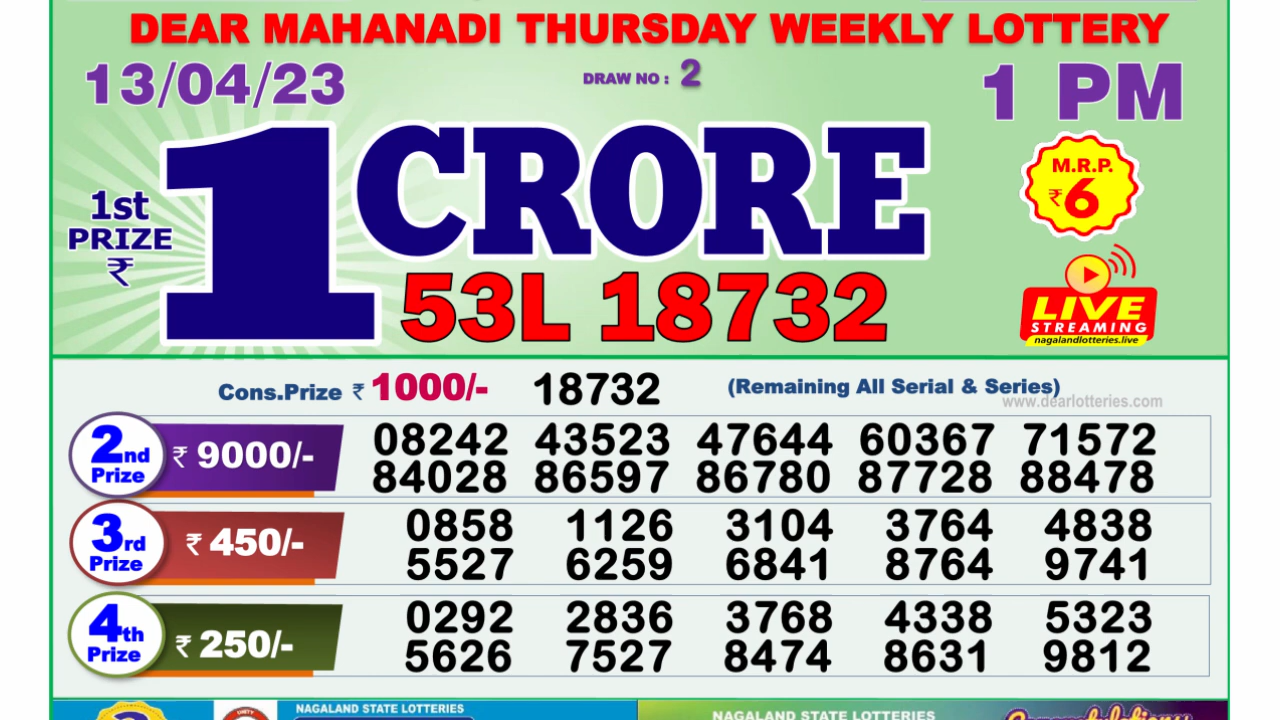 DEAR MAHANADI THURSDAY WEEKLY LOTTERY
13/04/23
DRAW NO : 2
1 PM
1st
PRIZE
₹
1 CRORE
53L 18732
M.R.P.
₹6
LIVE
STREAMING
nagalandlotteries.live
Cons.Prize ₹ 1000/- 18732 (Remaining All Serial & Series)
www.dearlotteries.com
2nd Prize ₹ 9000/-
08242 43523 47644 60367 71572
84028 86597 86780 87728 88478
3rd Prize ₹ 450/-
0858 1126 3104 3764 4838
5527 6259 6841 8764 9741
4th Prize ₹ 250/-
0292 2836 3768 4338 5323
5626 7527 8474 8631 9812
NAGALAND STATE LOTTERIES
NAGALAND STATE LOTTERIES